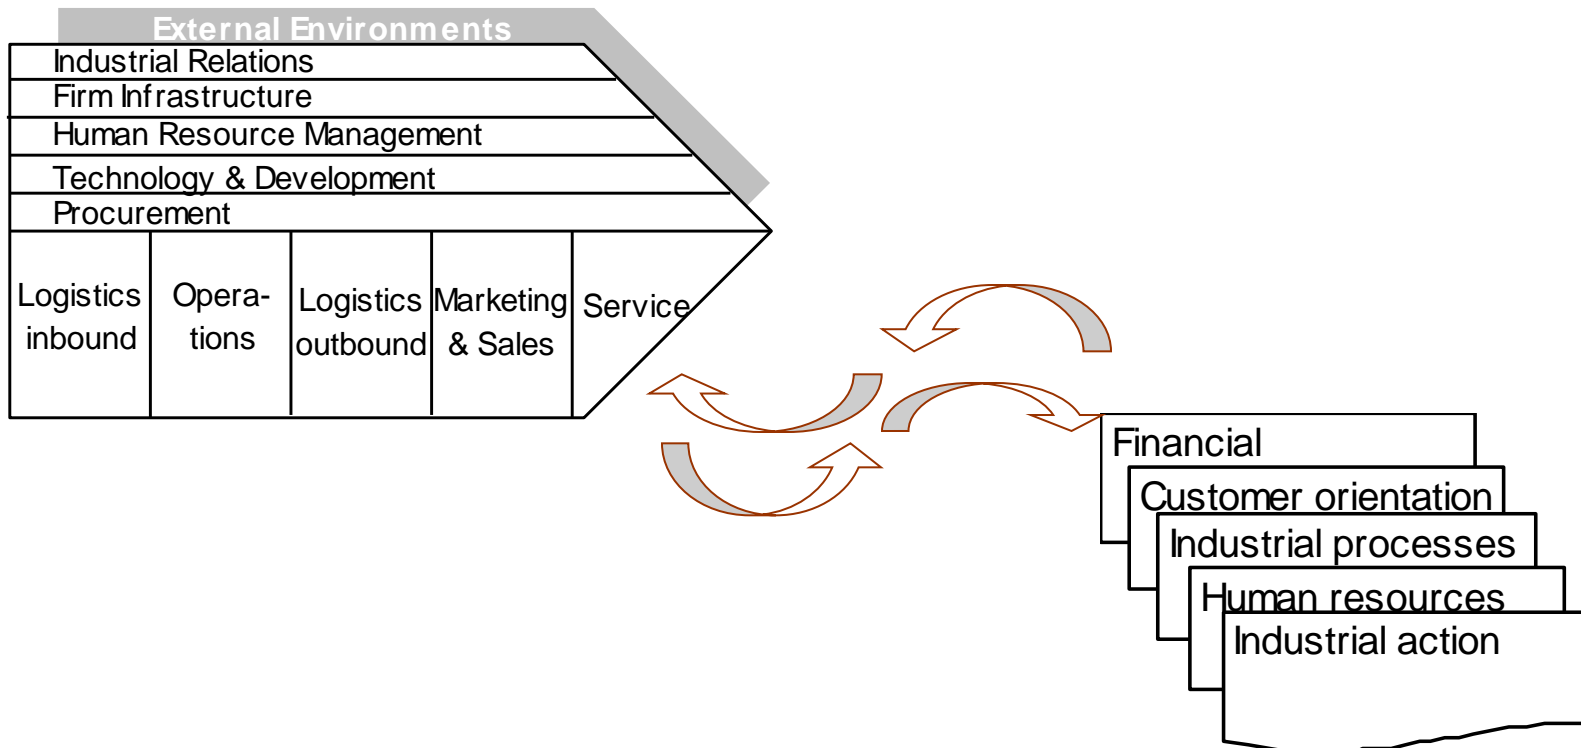 External Environments
Industrial Relations
Firm Infrastructure
Human Resource Management
Technology & Development
Procurement
Logistics
inbound
Opera-
tions
Logistics
outbound
Marketing
& Sales
Service
Financial
Customer orientation
Industrial processes
Human resources
Industrial action